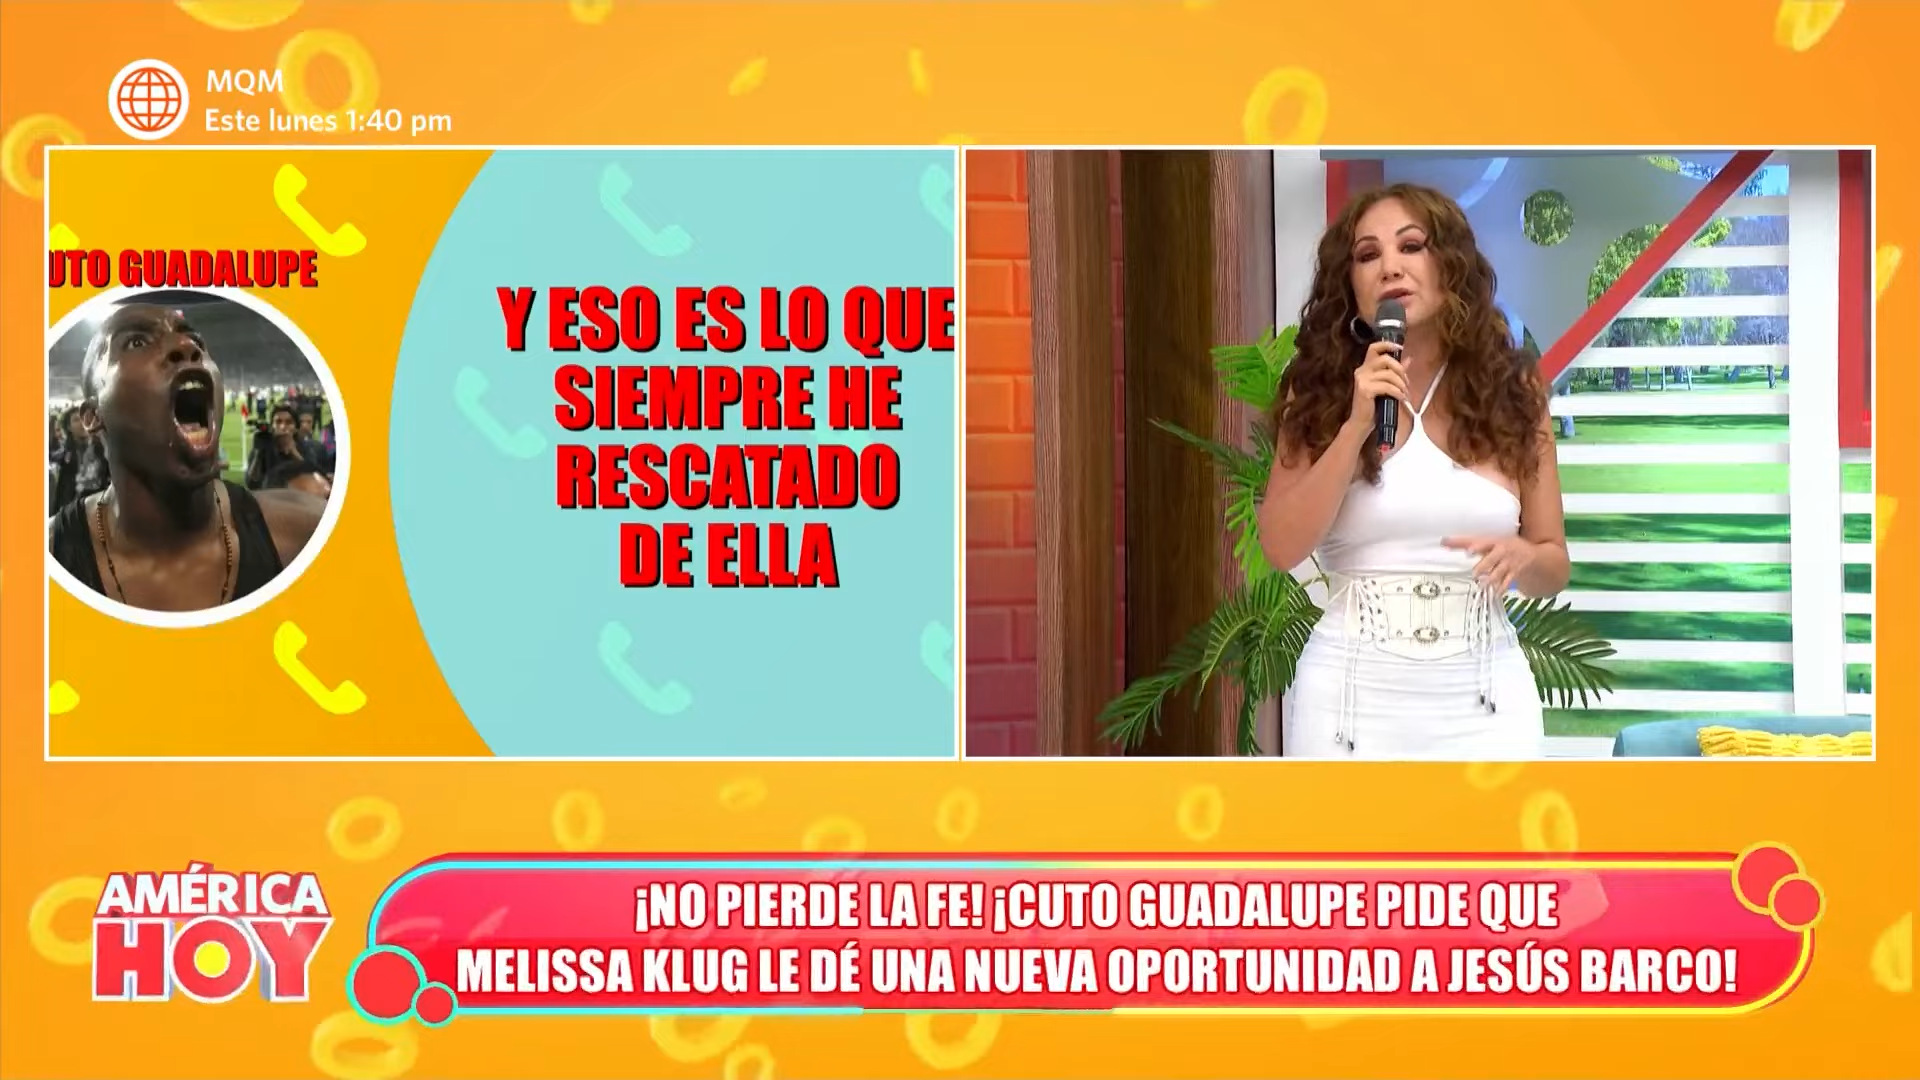 MQM
Este lunes 1:40 pm
UTO GUADALUPE
Y ESO ES LO QUE
SIEMPRE HE
RESCATADO
DE ELLA
AMÉRICA
HOY
¡NO PIERDE LA FE! ¡CUTO GUADALUPE PIDE QUE
MELISSA KLUG LE DÉ UNA NUEVA OPORTUNIDAD A JESÚS BARCO!